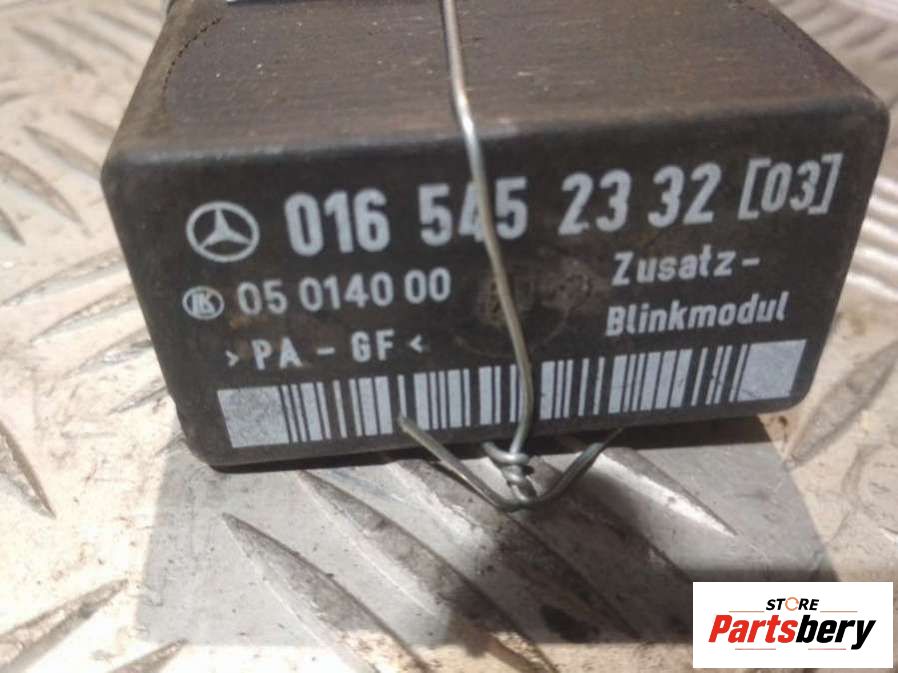 016 545 23 32 [03]
05 0140 00
Zusatz-
Blinkmodul
>PA-GF<
STORE
Partsbery